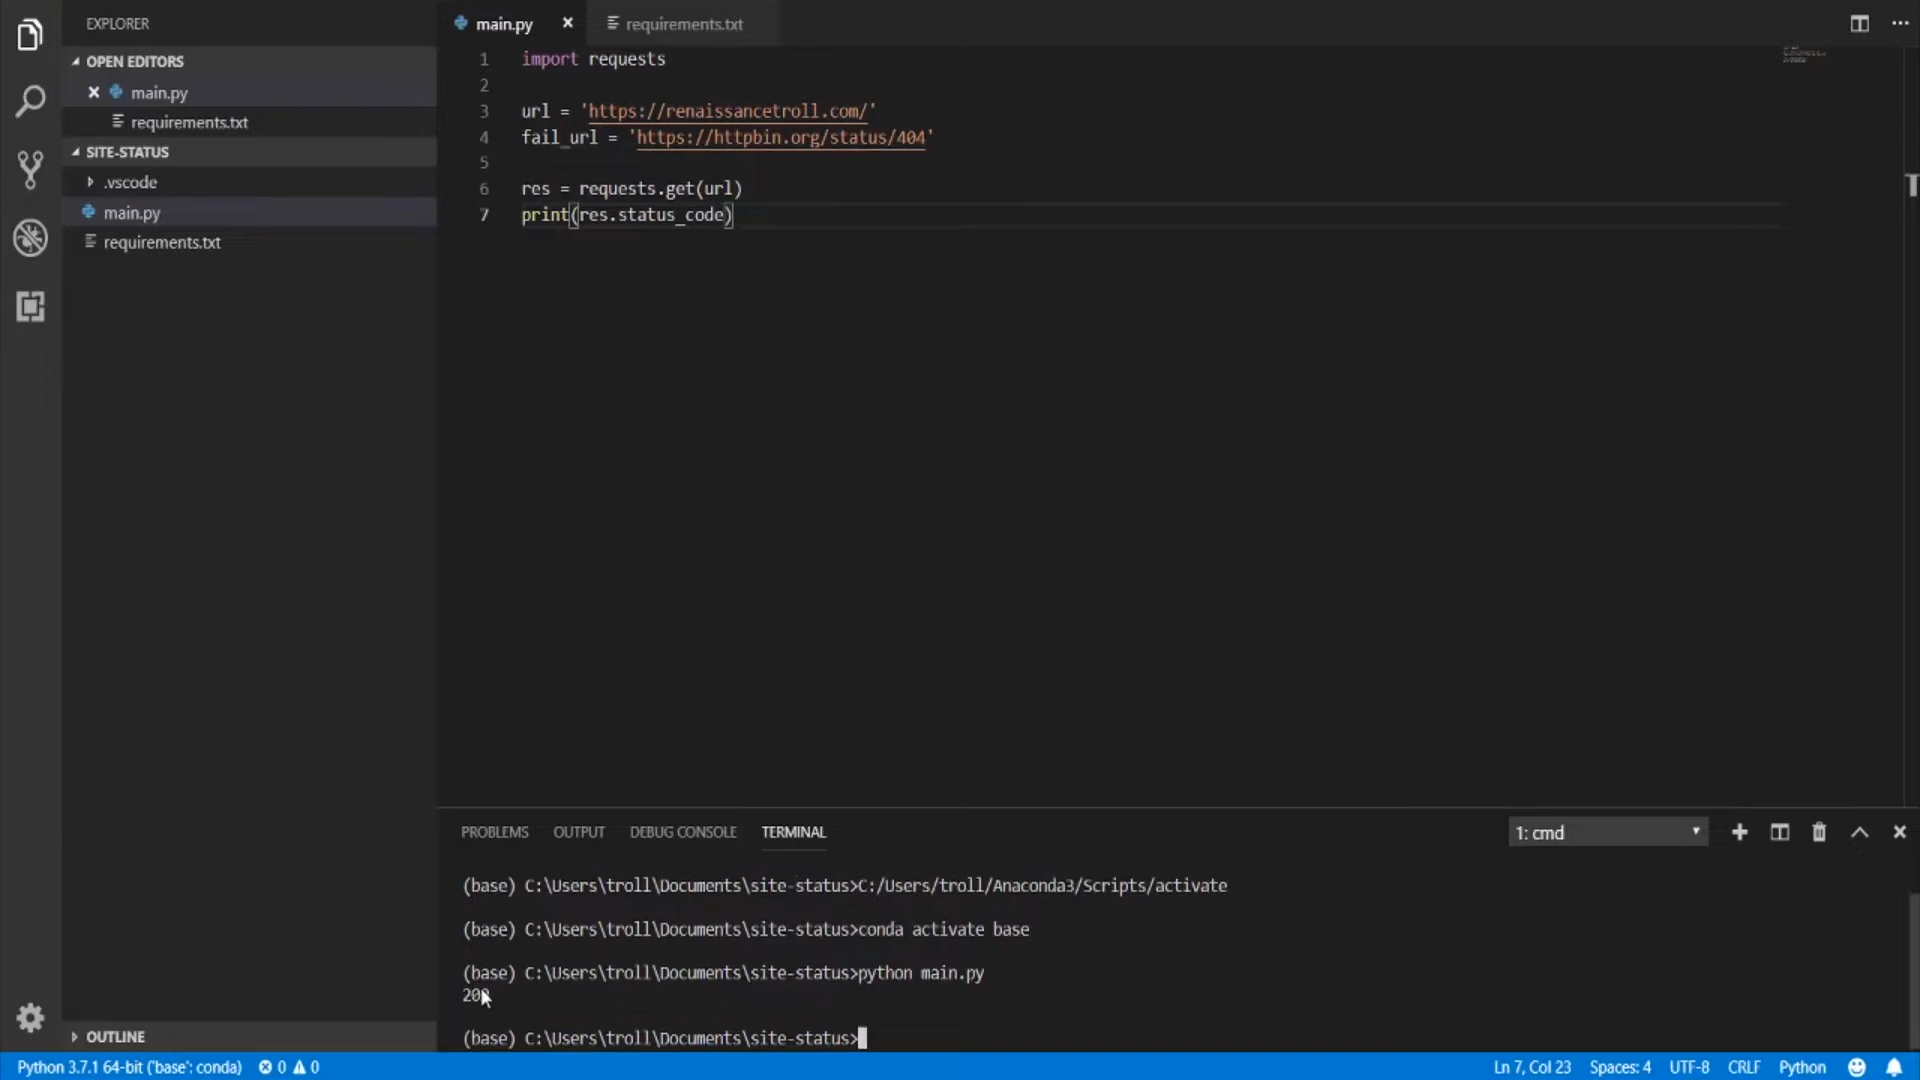 EXPLORER
OPEN EDITORS
main.py
requirements.txt
SITE-STATUS
.vscode
main.py
requirements.txt
OUTLINE
main.py requirements.txt
1 import requests
2
3 url = 'https://renaissancetroll.com/'
4 fail_url = 'https://httpbin.org/status/404'
5
6 res = requests.get(url)
7 print(res.status_code)
PROBLEMS OUTPUT DEBUG CONSOLE TERMINAL 1: cmd
(base) C:\Users\troll\Documents\site-status>C:/Users/troll/Anaconda3/Scripts/activate
(base) C:\Users\troll\Documents\site-status>conda activate base
(base) C:\Users\troll\Documents\site-status>python main.py
(base) C:\Users\troll\Documents\site-status>
Python 3.7.1 64-bit ('base': conda) 0 0 Ln 7, Col 23 Spaces: 4 UTF-8 CRLF Python